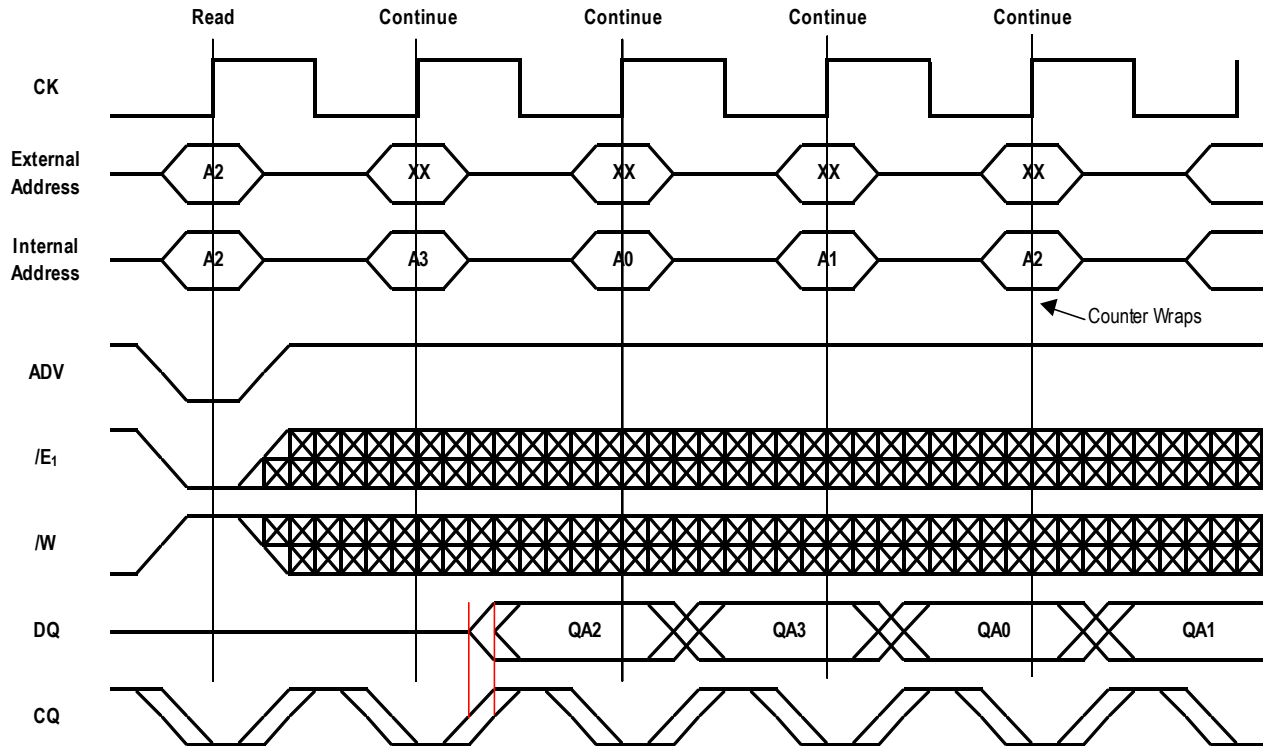 Read Continue Continue Continue Continue
CK
External
Address
A2 XX XX XX XX
Internal
Address
A2 A3 A0 A1 A2
Counter Wraps
ADV
/E1
/W
DQ
QA2 QA3 QA0 QA1
CQ